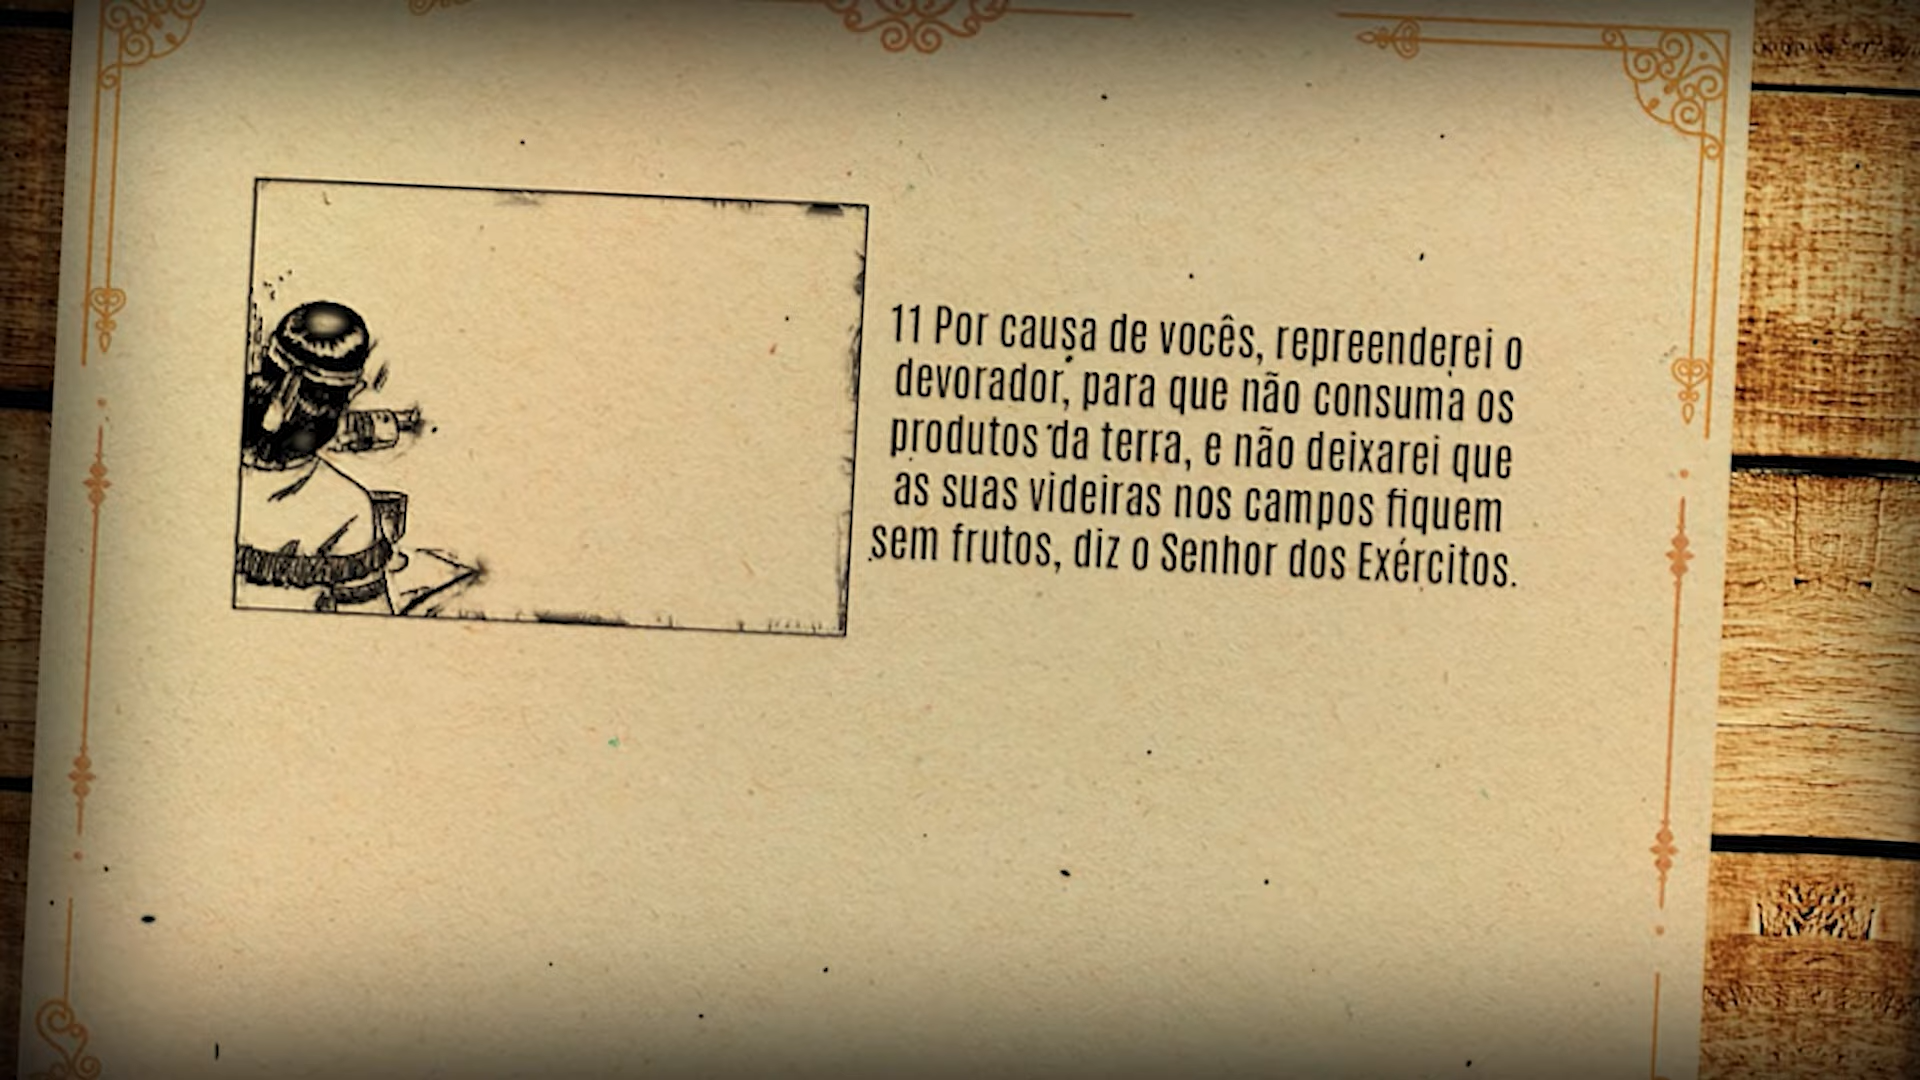 11 Por causa de vocês, repreenderei o
devorador, para que não consuma os
produtos da terra, e não deixarei que
as suas videiras nos campos fiquem
sem frutos, diz o Senhor dos Exércitos.